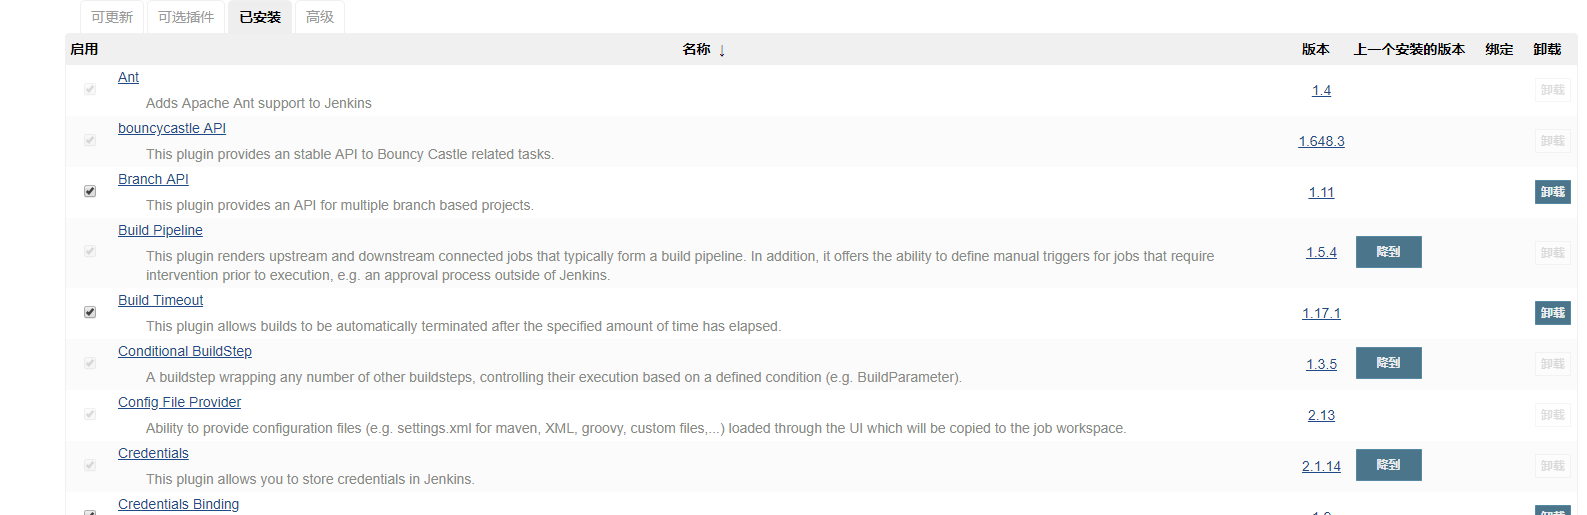 可更新 可选插件 已安装 高级
启用 名称 ↓ 版本 上一个安装的版本 绑定 卸载
Ant
Adds Apache Ant support to Jenkins
1.4 卸载
bouncycastle API
This plugin provides an stable API to Bouncy Castle related tasks.
1.648.3 卸载
Branch API
This plugin provides an API for multiple branch based projects.
1.11 卸载
Build Pipeline
This plugin renders upstream and downstream connected jobs that typically form a build pipeline. In addition, it offers the ability to define manual triggers for jobs that require
intervention prior to execution, e.g. an approval process outside of Jenkins.
1.5.4 降到 卸载
Build Timeout
This plugin allows builds to be automatically terminated after the specified amount of time has elapsed.
1.17.1 卸载
Conditional BuildStep
A buildstep wrapping any number of other buildsteps, controlling their execution based on a defined condition (e.g. BuildParameter).
1.3.5 降到 卸载
Config File Provider
Ability to provide configuration files (e.g. settings.xml for maven, XML, groovy, custom files,...) loaded through the UI which will be copied to the job workspace.
2.13 卸载
Credentials
This plugin allows you to store credentials in Jenkins.
2.1.14 降到 卸载
Credentials Binding